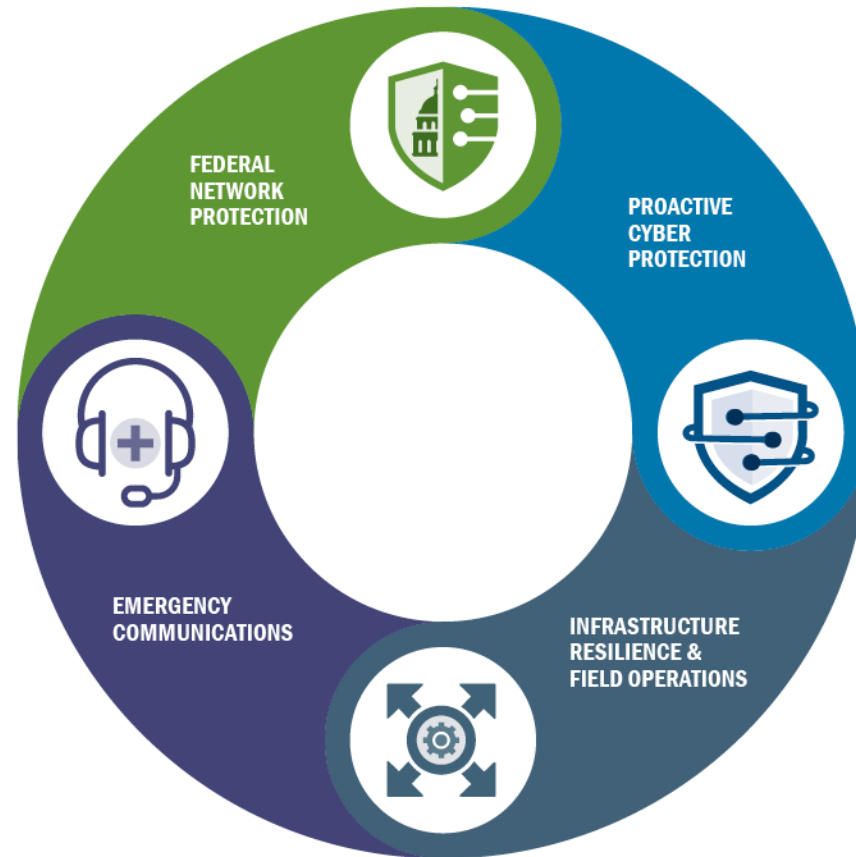 FEDERAL
NETWORK
PROTECTION
PROACTIVE
CYBER
PROTECTION
EMERGENCY
COMMUNICATIONS
INFRASTRUCTURE
RESILIENCE &
FIELD OPERATIONS